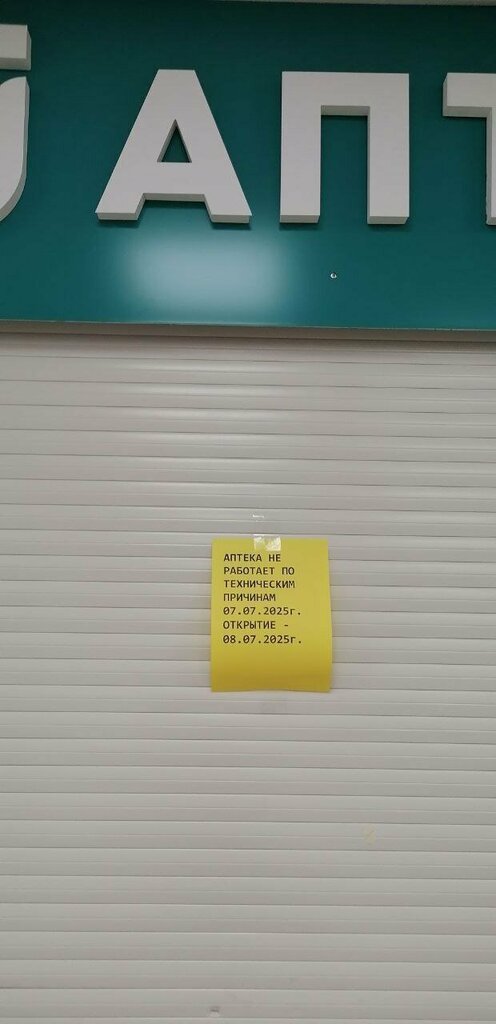 Й АПТ
АПТЕКА НЕ
РАБОТАЕТ ПО
ТЕХНИЧЕСКИМ
ПРИЧИНАМ
07.07.2025г.
ОТКРЫТИЕ -
08.07.2025г.